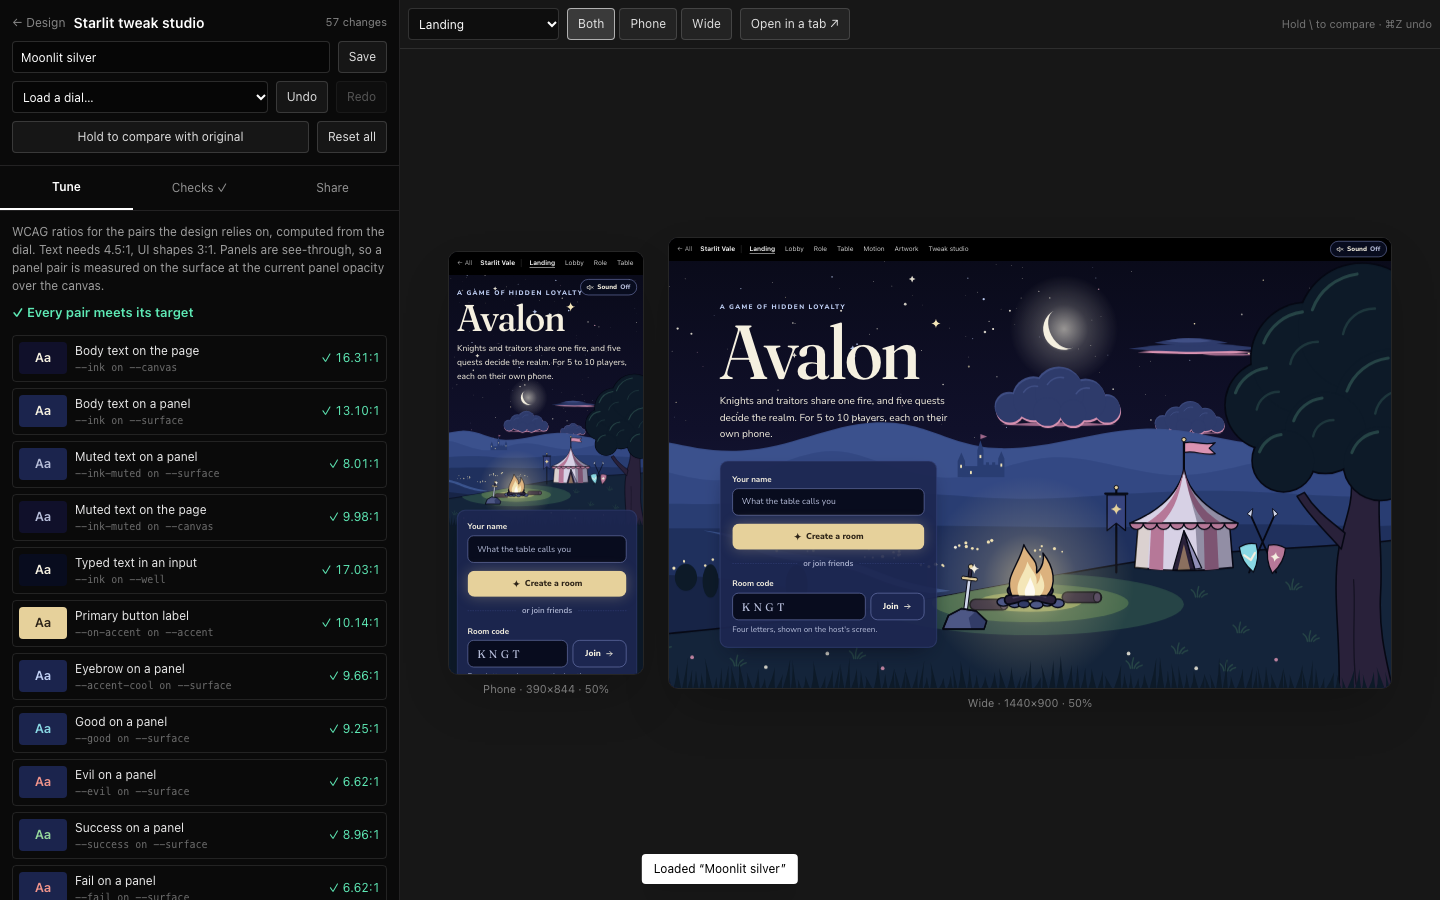 ← Design Starlit tweak studio 57 changes
Moonlit silver Save
Load a dial... Undo Redo
Hold to compare with original Reset all
Tune Checks ✓ Share
WCAG ratios for the pairs the design relies on, computed from the
dial. Text needs 4.5:1, UI shapes 3:1. Panels are see-through, so a
panel pair is measured on the surface at the current panel opacity
over the canvas.
✓ Every pair meets its target
Aa Body text on the page ✓ 16.31:1
--ink on --canvas
Aa Body text on a panel ✓ 13.10:1
--ink on --surface
Aa Muted text on a panel ✓ 8.01:1
--ink-muted on --surface
Aa Muted text on the page ✓ 9.98:1
--ink-muted on --canvas
Aa Typed text in an input ✓ 17.03:1
--ink on --well
Aa Primary button label ✓ 10.14:1
--on-accent on --accent
Aa Eyebrow on a panel ✓ 9.66:1
--accent-cool on --surface
Aa Good on a panel ✓ 9.25:1
--good on --surface
Aa Evil on a panel ✓ 6.62:1
--evil on --surface
Aa Success on a panel ✓ 8.96:1
--success on --surface
Aa Fail on a panel ✓ 6.62:1
--fail on --surface
Landing Both Phone Wide Open in a tab ↗ Hold \ to compare · ⌘Z undo
← All Starlit Vale Landing Lobby Role Table
Sound Off
A GAME OF HIDDEN LOYALTY
Avalon
Knights and traitors share one fire, and five
quests decide the realm. For 5 to 10 players,
each on their own phone.
Your name
What the table calls you
Create a room
or join friends
Room code
KNGT Join →
Phone · 390×844 · 50%
← All Starlit Vale Landing Lobby Role Table Motion Artwork Tweak studio Sound Off
A GAME OF HIDDEN LOYALTY
Avalon
Knights and traitors share one fire, and five quests
decide the realm. For 5 to 10 players, each on their
own phone.
Your name
What the table calls you
Create a room
or join friends
Room code
KNGT Join →
Four letters, shown on the host's screen.
Wide · 1440×900 · 50%
Loaded “Moonlit silver”